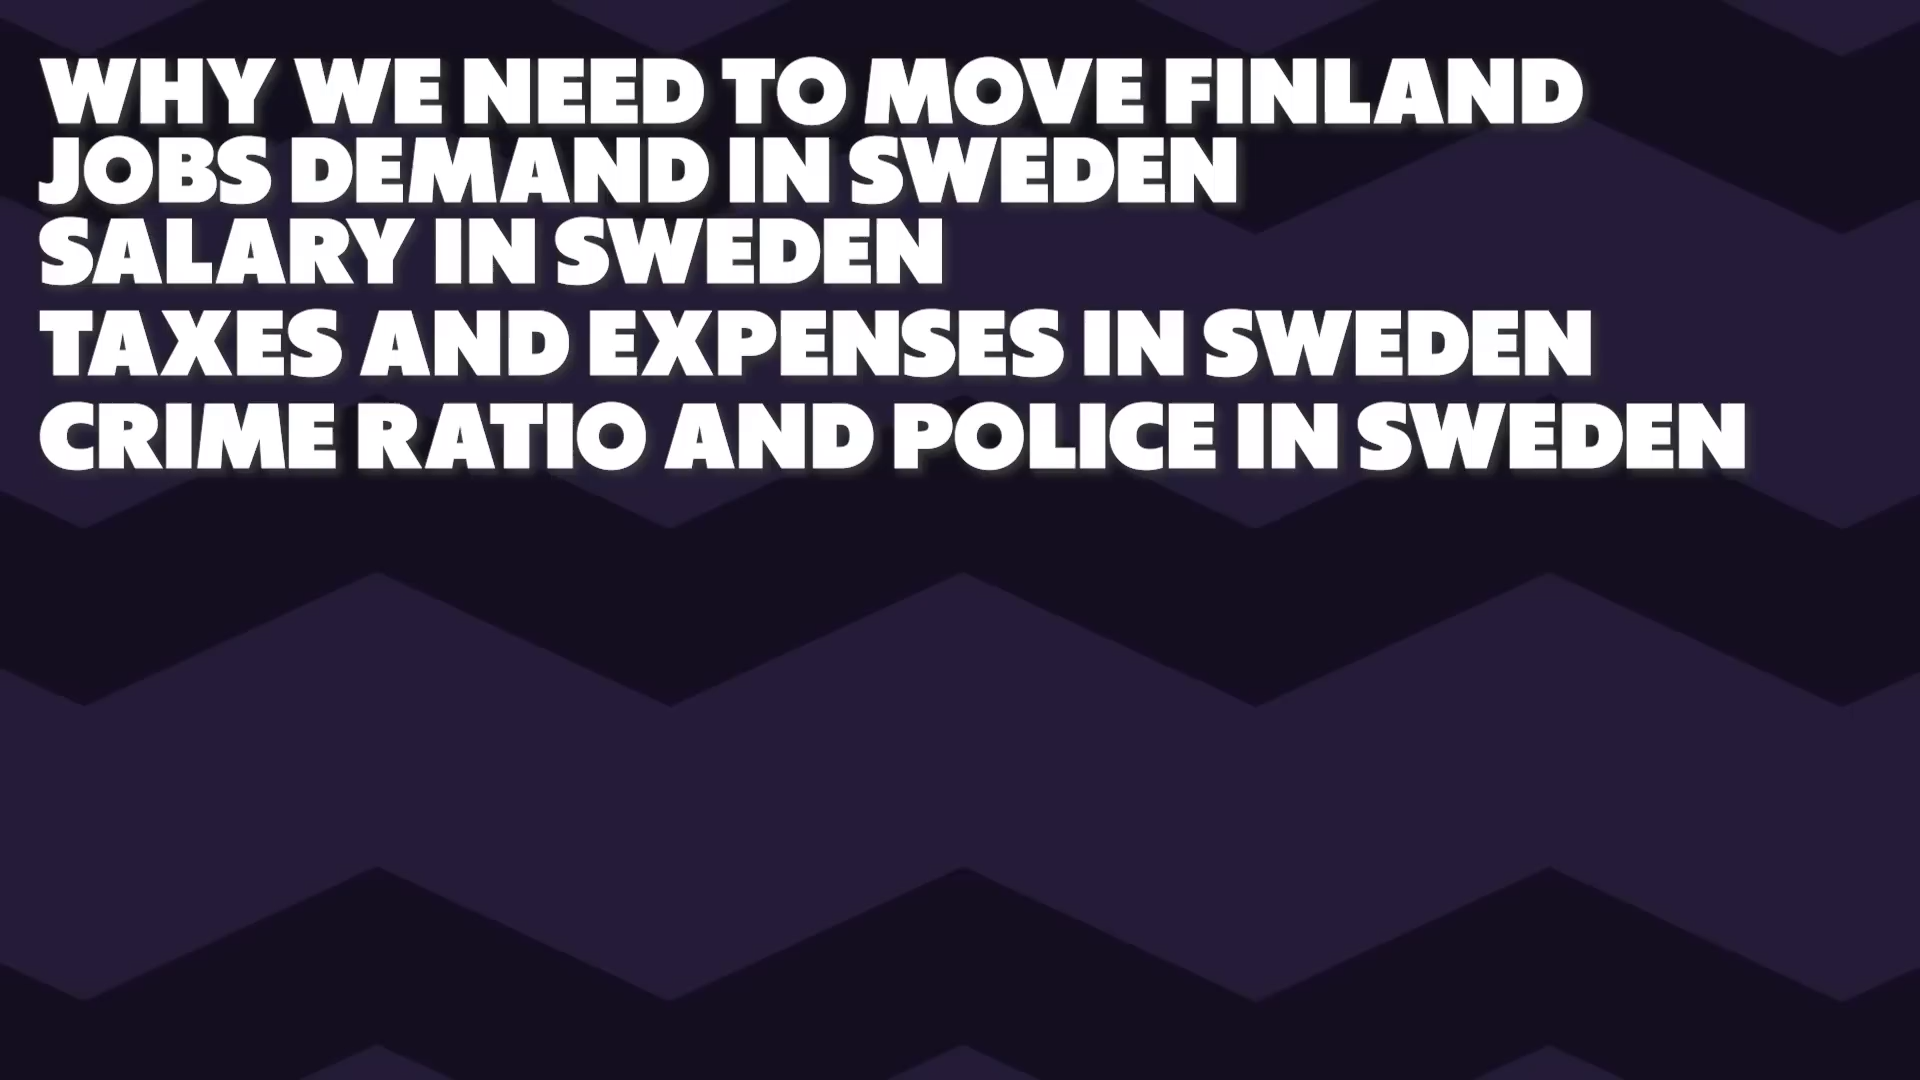 WHY WE NEED TO MOVE FINLAND
JOBS DEMAND IN SWEDEN
SALARY IN SWEDEN
TAXES AND EXPENSES IN SWEDEN
CRIME RATIO AND POLICE IN SWEDEN